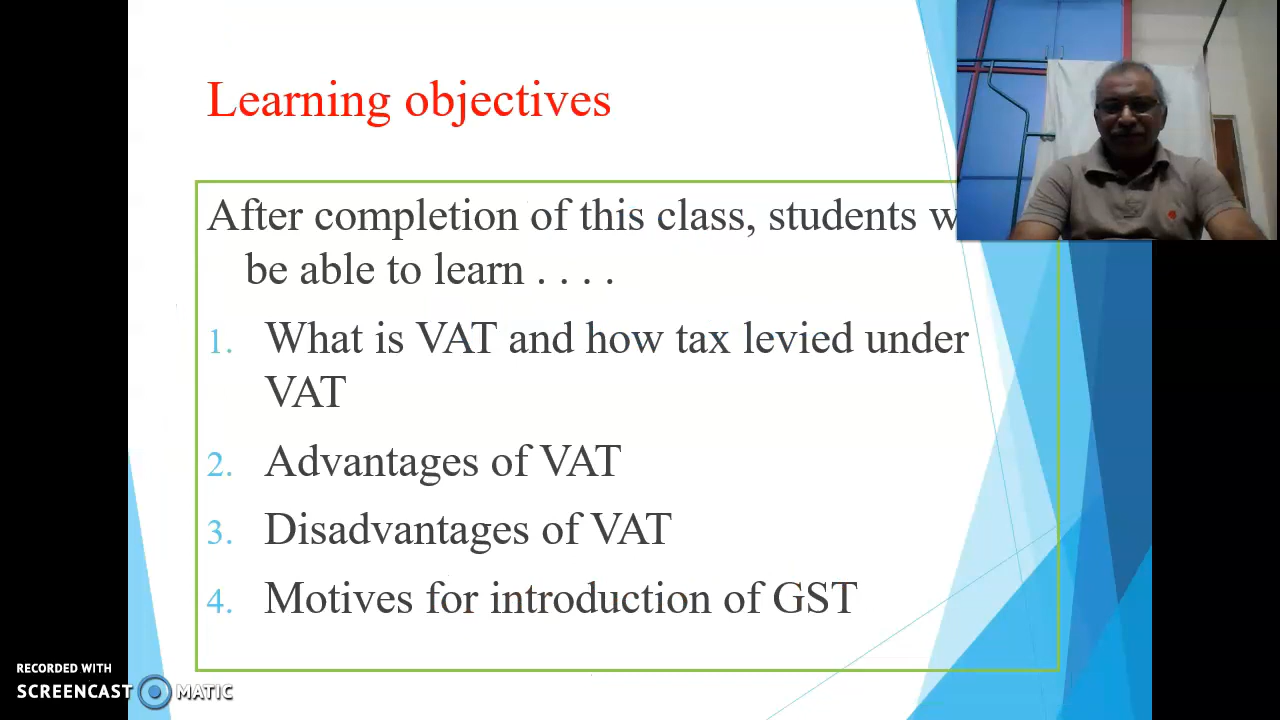 Learning objectives
After completion of this class, students w
be able to learn . . . .
1. What is VAT and how tax levied under
VAT
2. Advantages of VAT
3. Disadvantages of VAT
4. Motives for introduction of GST
RECORDED WITH
SCREENCAST MATIC